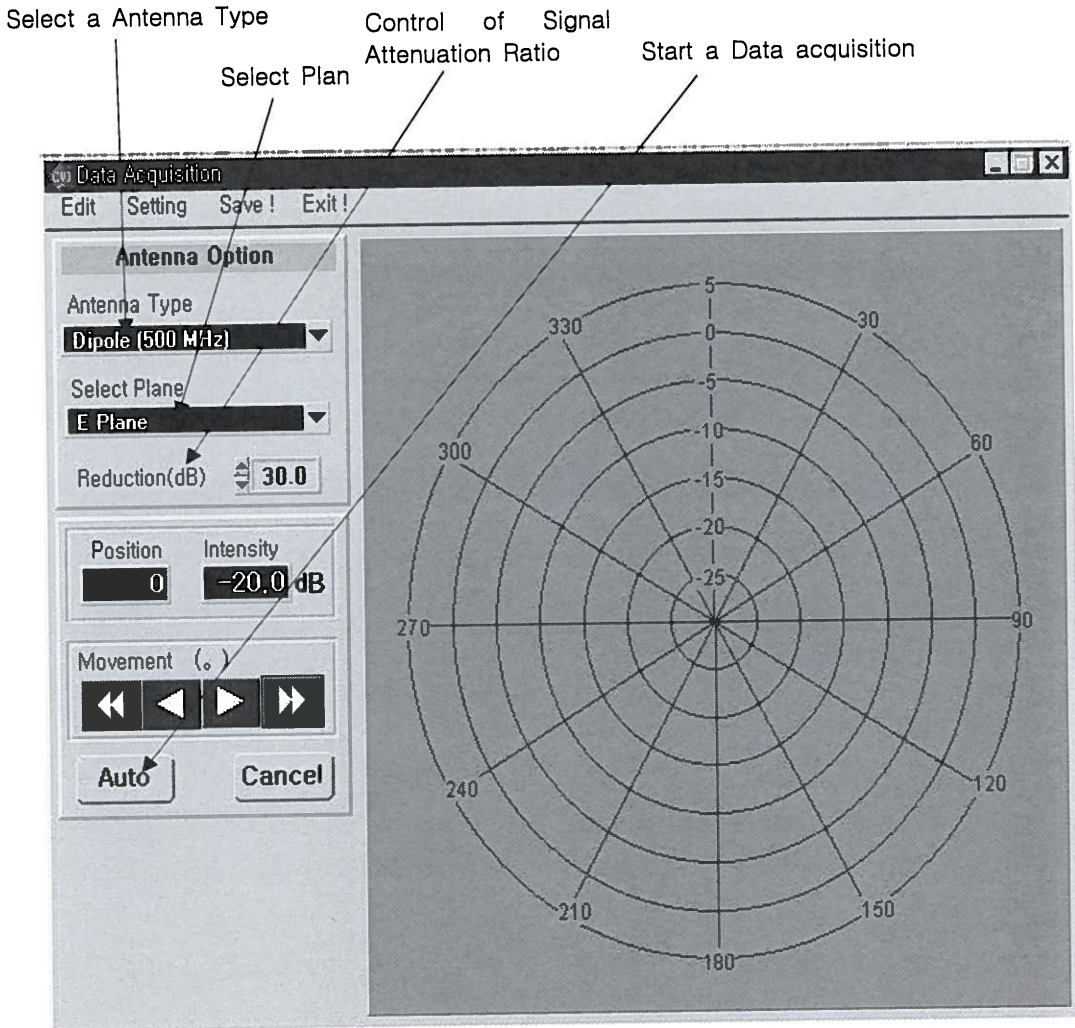 Select a Antenna Type
Control of Signal
Attenuation Ratio
Start a Data acquisition
Select Plan
CVI Data Acquisition
Edit Setting Save ! Exit !
Antenna Option
Antenna Type
Dipole (500 MHz)
Select Plane
E Plane
Reduction(dB) 30.0
Position Intensity
0 -20.0 dB
Movement (。)
Auto Cancel
5
0
-5
-10
-15
-20
-25
30
60
90
120
150
180
210
240
270
300
330